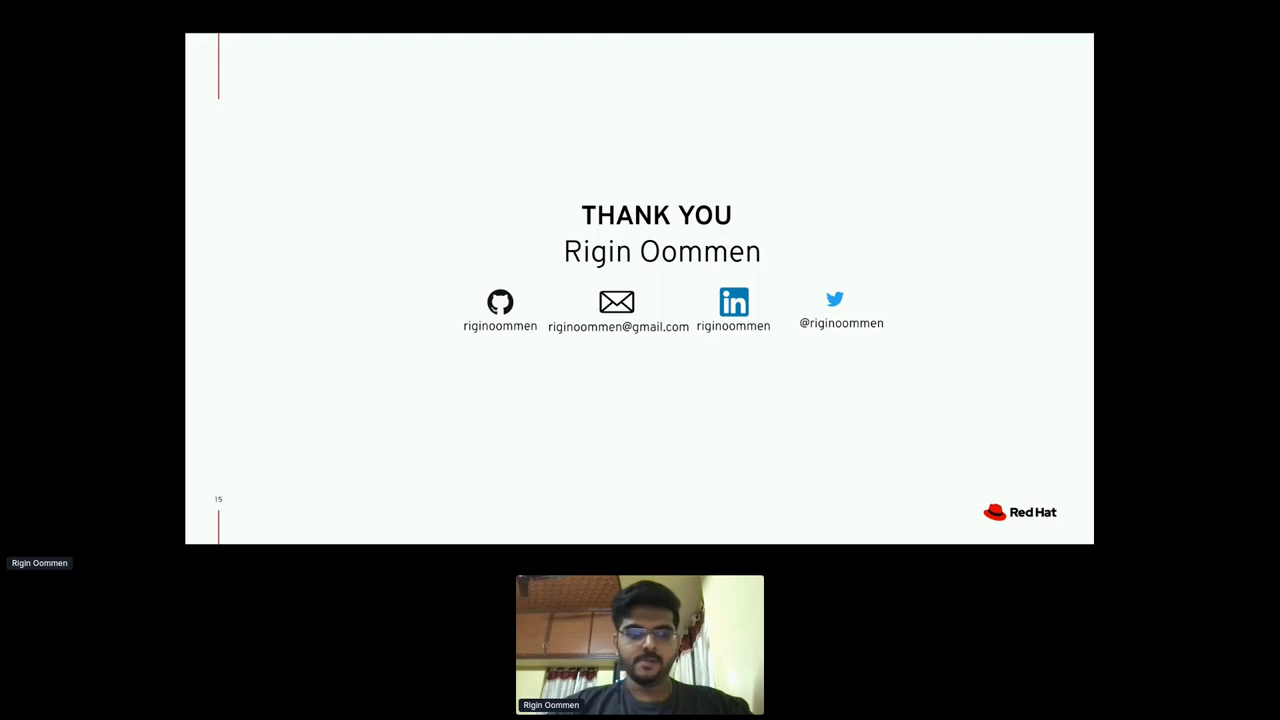 THANK YOU
Rigin Oommen
riginoommen
riginoommen@gmail.com
riginoommen
@riginoommen
15
Red Hat
Rigin Oommen
Rigin Oommen